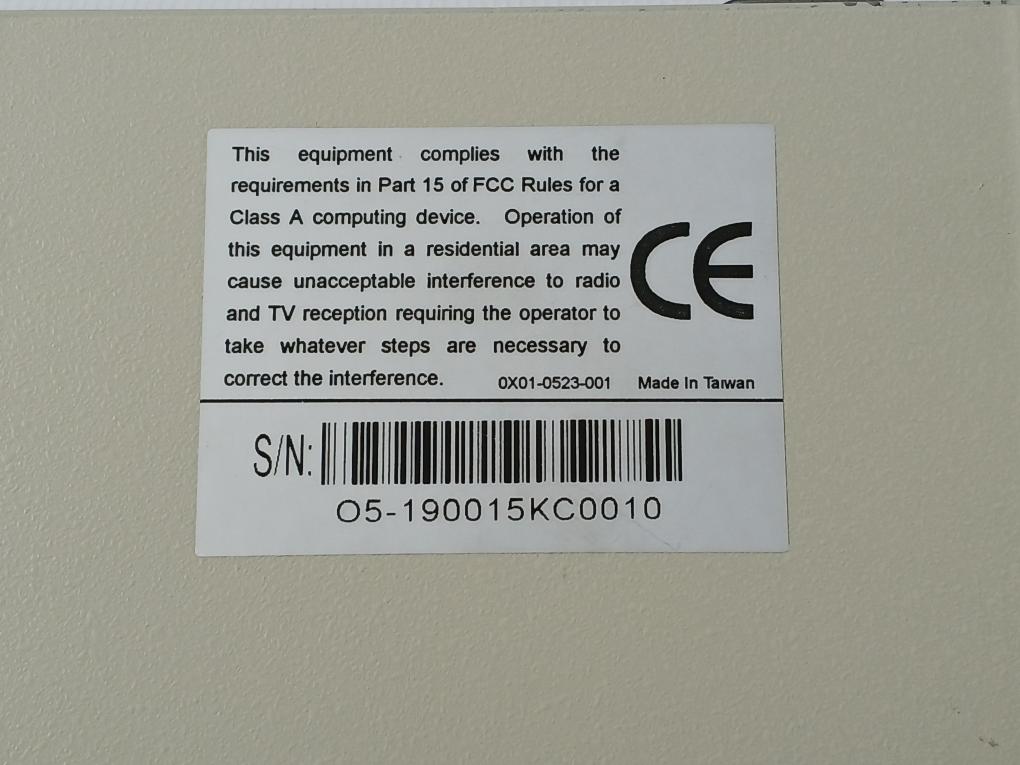 This equipment complies with the
requirements in Part 15 of FCC Rules for a
Class A computing device. Operation of
this equipment in a residential area may
cause unacceptable interference to radio
and TV reception requiring the operator to
take whatever steps are necessary to
correct the interference.
CE
0X01-0523-001 Made In Taiwan
S/N:
O5-190015KC0010